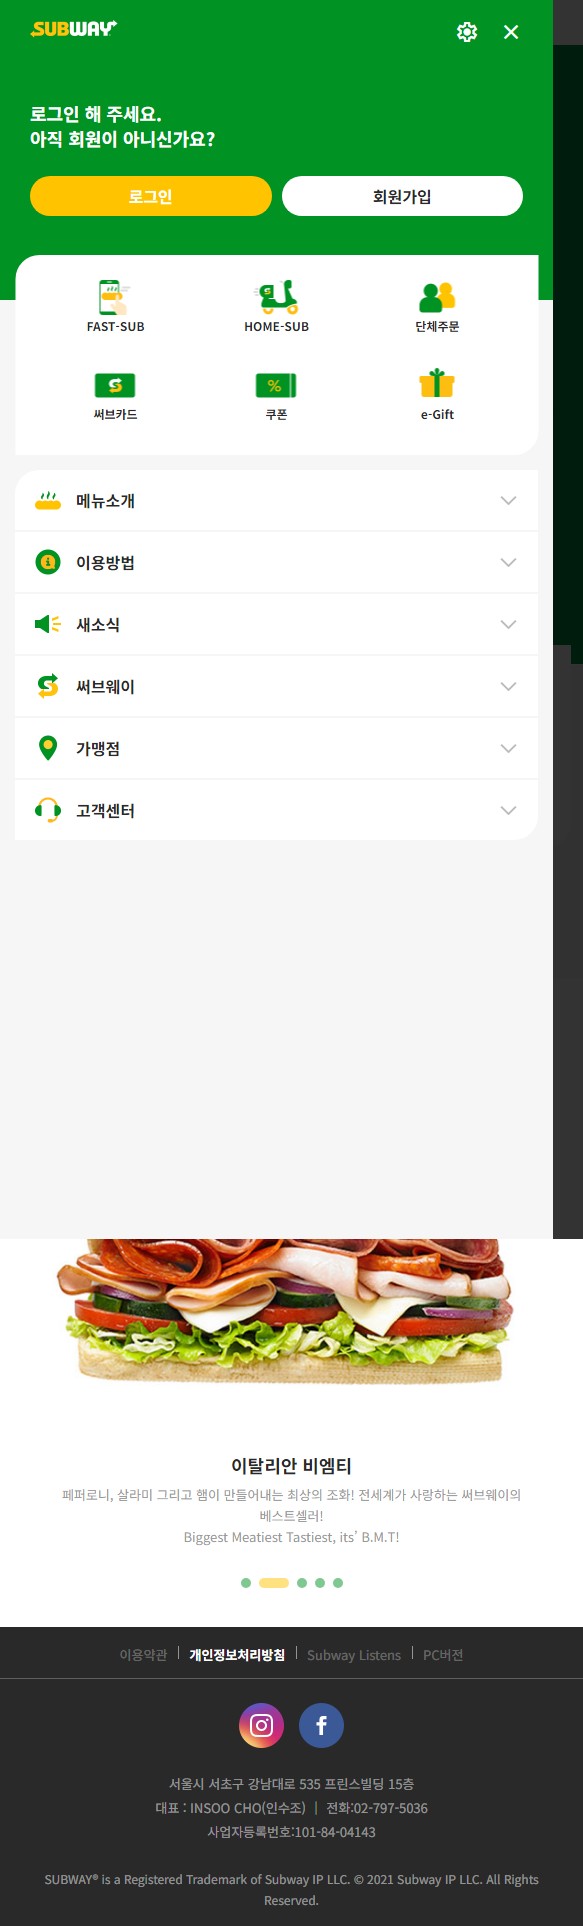 SUBWAY
로그인 해 주세요.
아직 회원이 아니신가요?
로그인
회원가입
FAST-SUB
HOME-SUB
단체주문
써브카드
쿠폰
e-Gift
메뉴소개
이용방법
새소식
써브웨이
가맹점
고객센터
이탈리안 비엠티
페퍼로니, 살라미 그리고 햄이 만들어내는 최상의 조화! 전세계가 사랑하는 써브웨이의
베스트셀러!
Biggest Meatiest Tastiest, its’ B.M.T!
이용약관 | 개인정보처리방침 | Subway Listens | PC버전
서울시 서초구 강남대로 535 프린스빌딩 15층
대표 : INSOO CHO(인수조) | 전화:02-797-5036
사업자등록번호:101-84-04143
SUBWAY® is a Registered Trademark of Subway IP LLC. © 2021 Subway IP LLC. All Rights
Reserved.